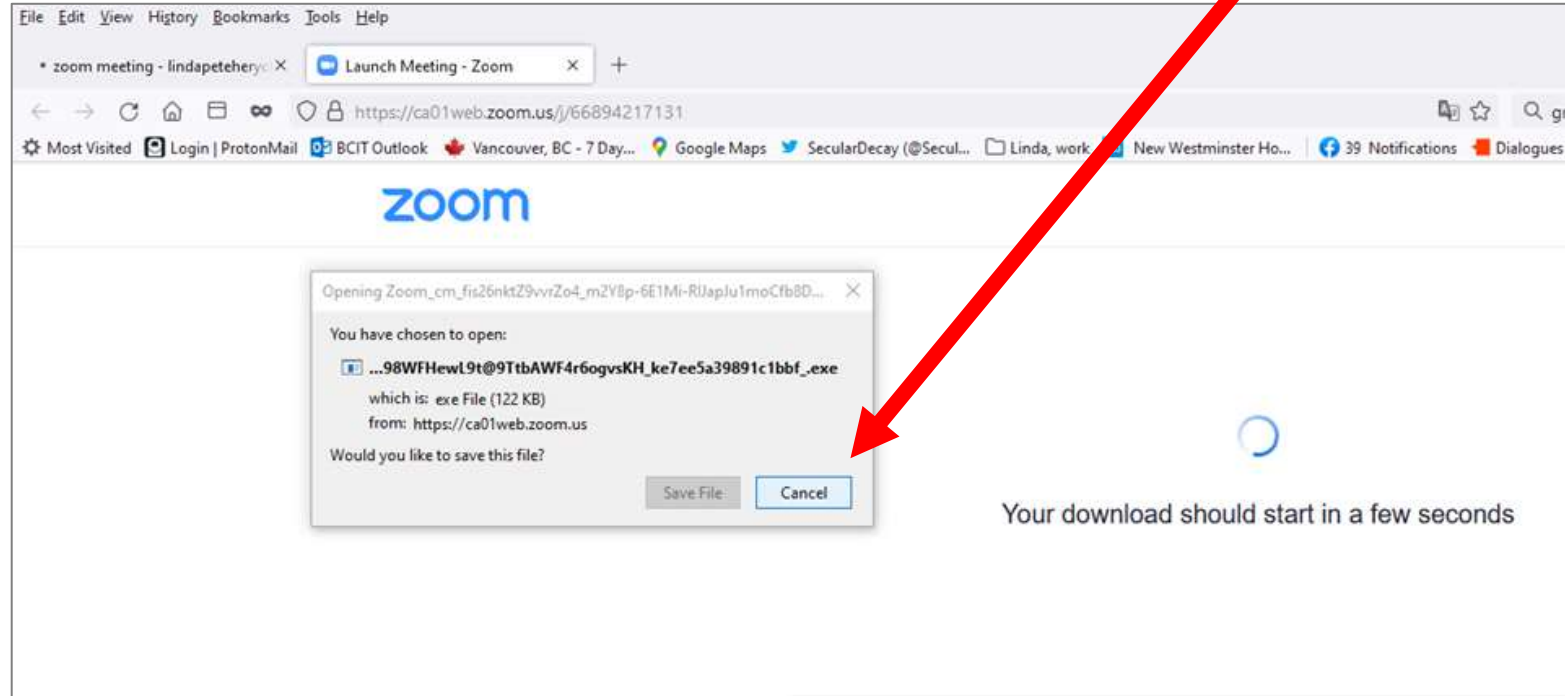 File Edit View History Bookmarks Tools Help
• zoom meeting - lindapetehery
Launch Meeting - Zoom
https://ca01web.zoom.us/j/66894217131
Most Visited Login | ProtonMail BCIT Outlook Vancouver, BC - 7 Day... Google Maps SecularDecay (@Secul... Linda, work New Westminster Ho... 39 Notifications Dialogues
zoom
Opening Zoom_cm_
You have chosen to open:
...98WFHewL9t@9TtbAWF4r6ogvsKH_ke7ee5a39891c1bbf_.exe
which is: exe File (122 KB)
from: https://ca01web.zoom.us
Would you like to save this file?
Save File Cancel
Your download should start in a few seconds